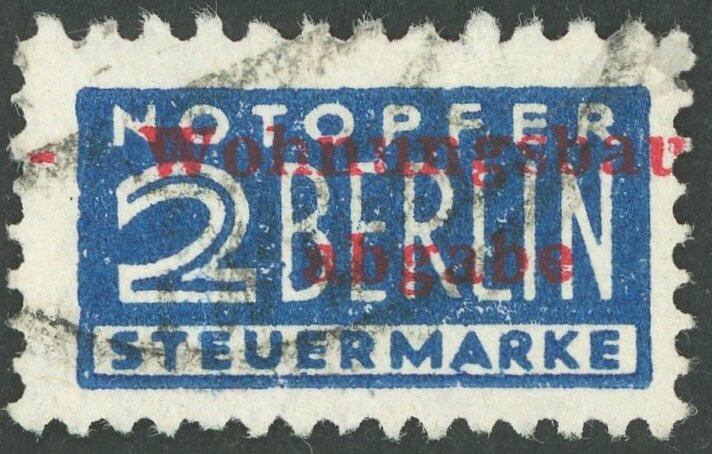 NOTOPFER
- Wohnungsbau
2 BERLIN
abgabe
STEUERMARKE